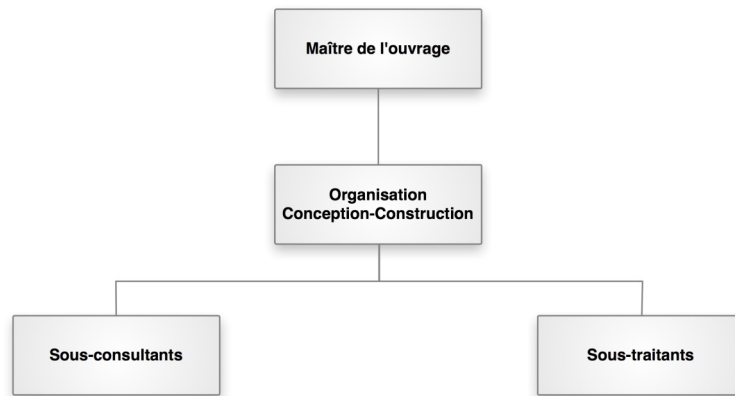 Maître de l'ouvrage
Organisation
Conception-Construction
Sous-consultants
Sous-traitants